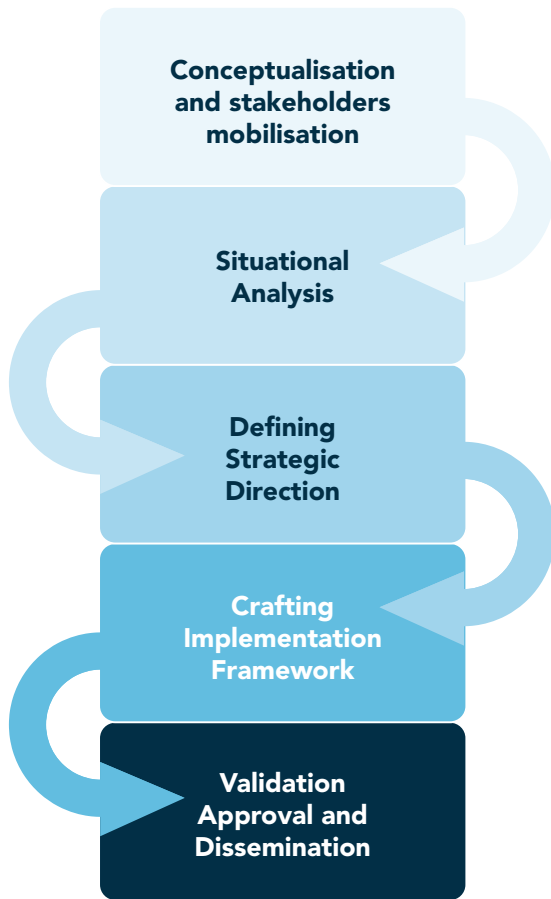 Conceptualisation
and stakeholders
mobilisation
Situational
Analysis
Defining
Strategic
Direction
Crafting
Implementation
Framework
Validation
Approval and
Dissemination